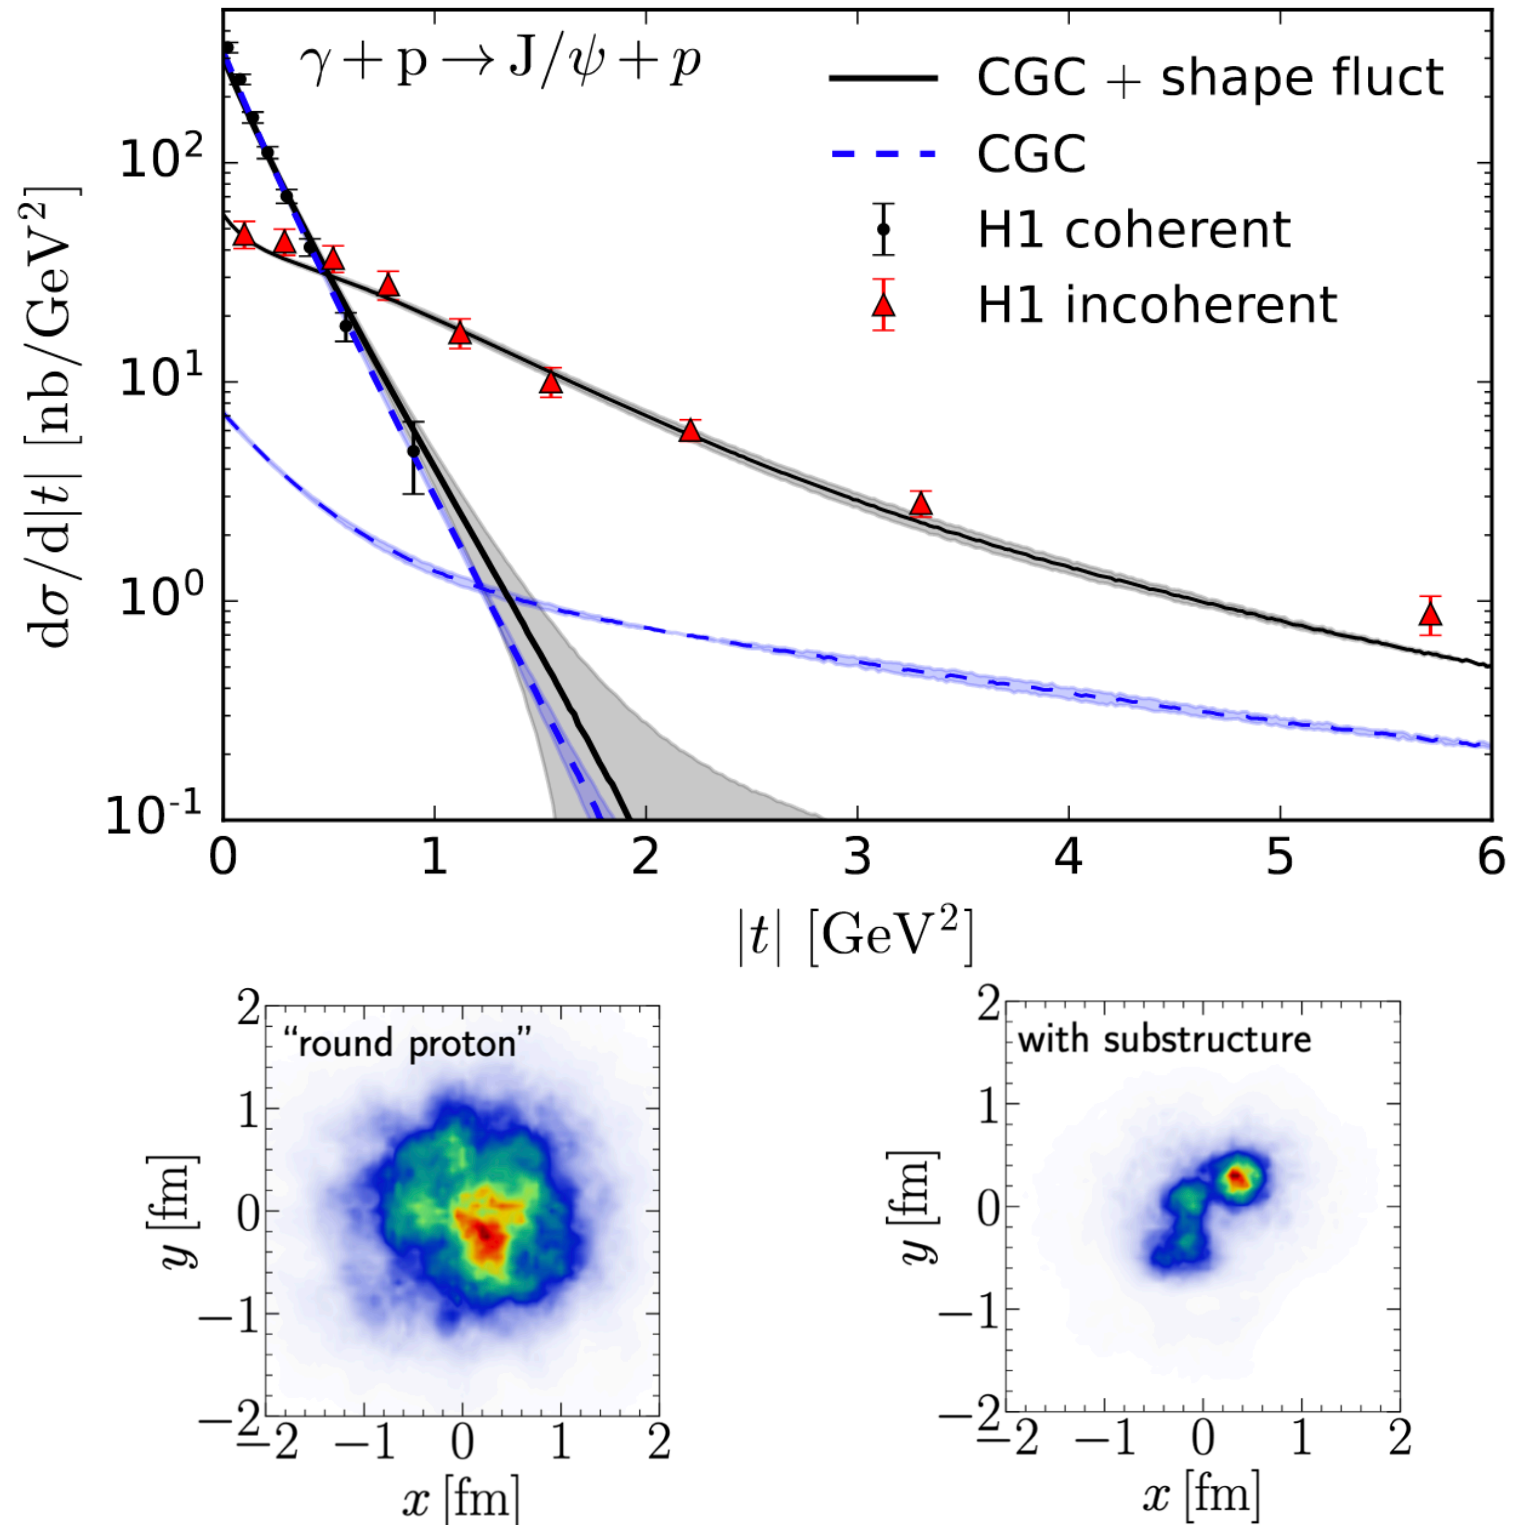 γ + p → J/ψ + p
CGC + shape fluct
CGC
H1 coherent
H1 incoherent
dσ/d|t| [nb/GeV²]
10²
10¹
10⁰
10⁻¹
0 1 2 3 4 5 6
|t| [GeV²]
“round proton”
y [fm]
2
1
0
−1
−2
−2 −1 0 1 2
x [fm]
with substructure
y [fm]
2
1
0
−1
−2
−2 −1 0 1 2
x [fm]